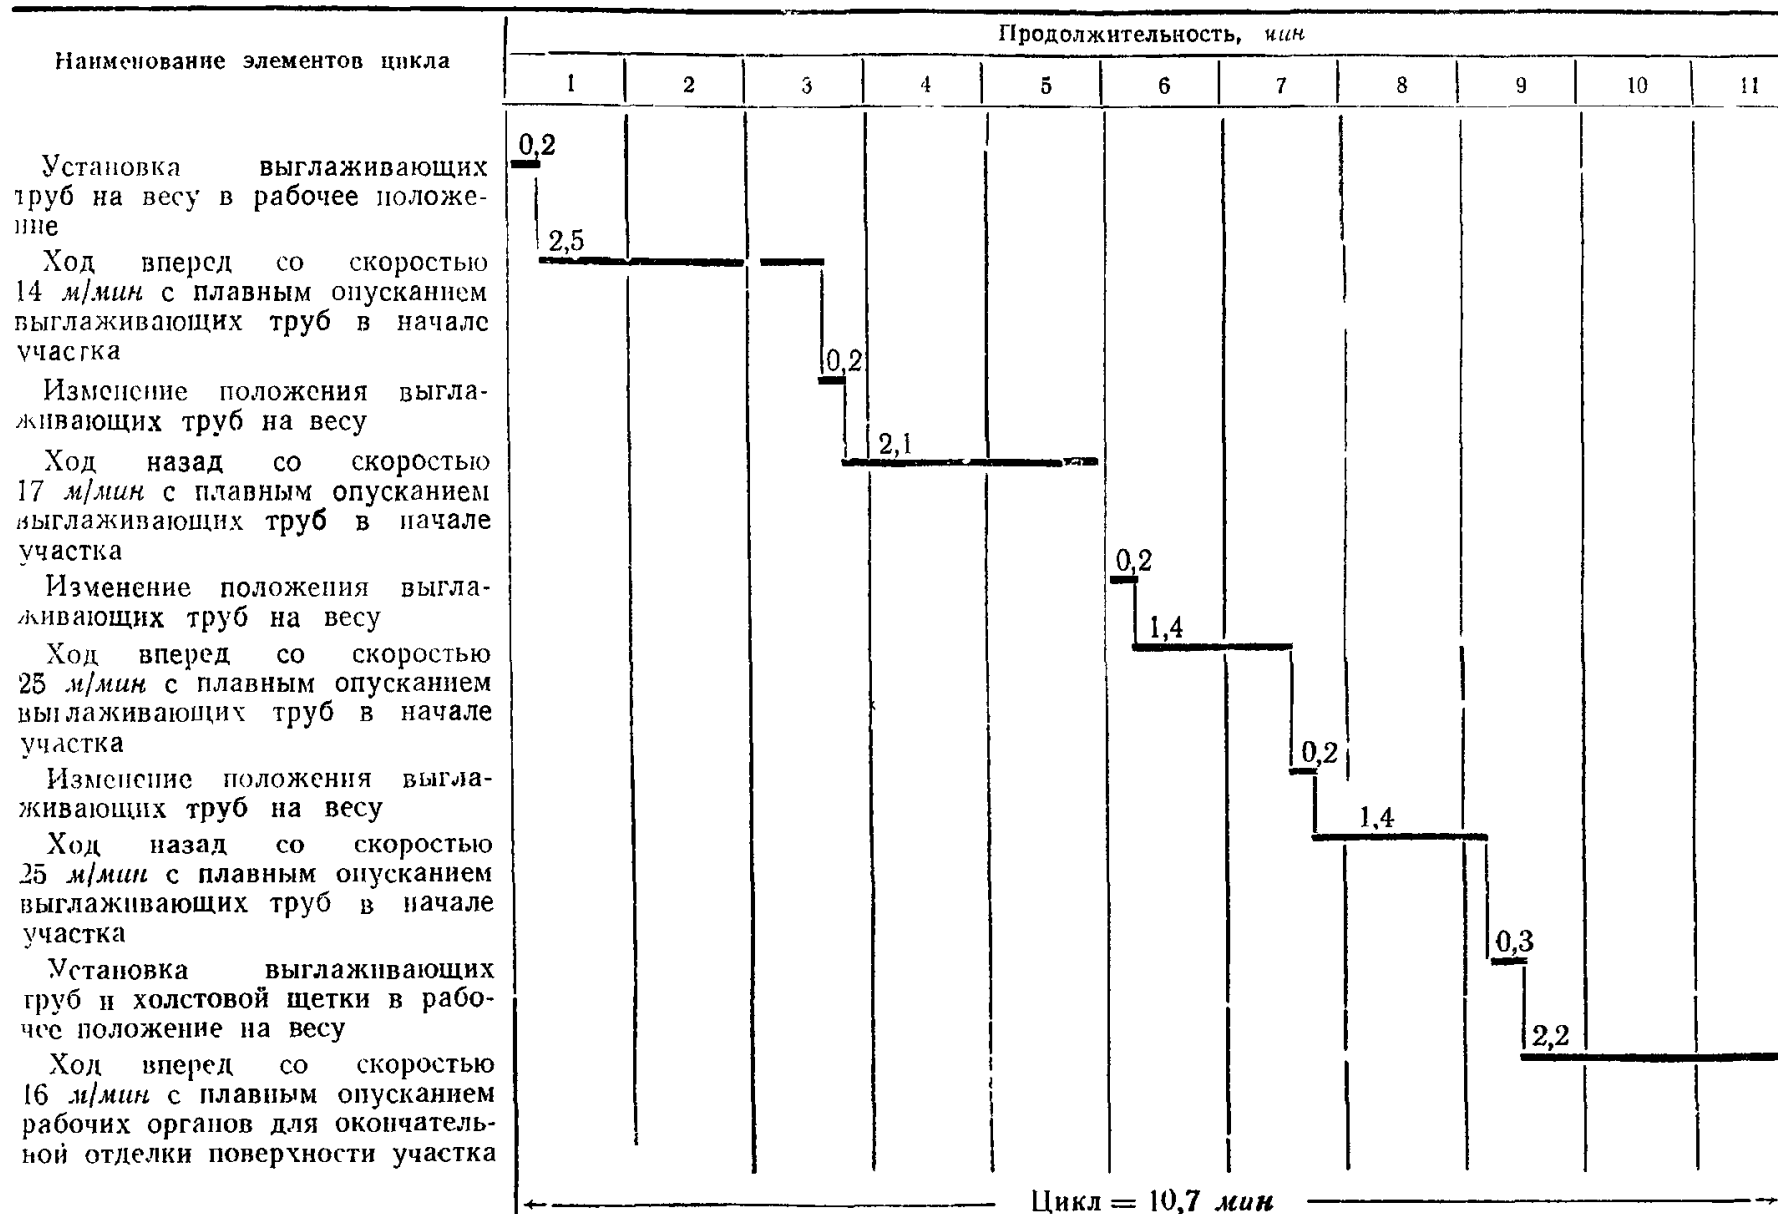 Наименование элементов цикла
Продолжительность, мин
1 2 3 4 5 6 7 8 9 10 11
0,2
Установка выглаживающих
труб на весу в рабочее положе-
ние
2,5
Ход вперед со скоростью
14 м/мин с плавным опусканием
выглаживающих труб в начале
участка
0,2
Изменение положения выгла-
живающих труб на весу
2,1
Ход назад со скоростью
17 м/мин с плавным опусканием
выглаживающих труб в начале
участка
0,2
Изменение положения выгла-
живающих труб на весу
1,4
Ход вперед со скоростью
25 м/мин с плавным опусканием
выглаживающих труб в начале
участка
0,2
Изменение положения выгла-
живающих труб на весу
1,4
Ход назад со скоростью
25 м/мин с плавным опусканием
выглаживающих труб в начале
участка
0,3
Установка выглаживающих
труб и холстовой щетки в рабо-
чее положение на весу
2,2
Ход вперед со скоростью
16 м/мин с плавным опусканием
рабочих органов для окончатель-
ной отделки поверхности участка
Цикл = 10,7 мин